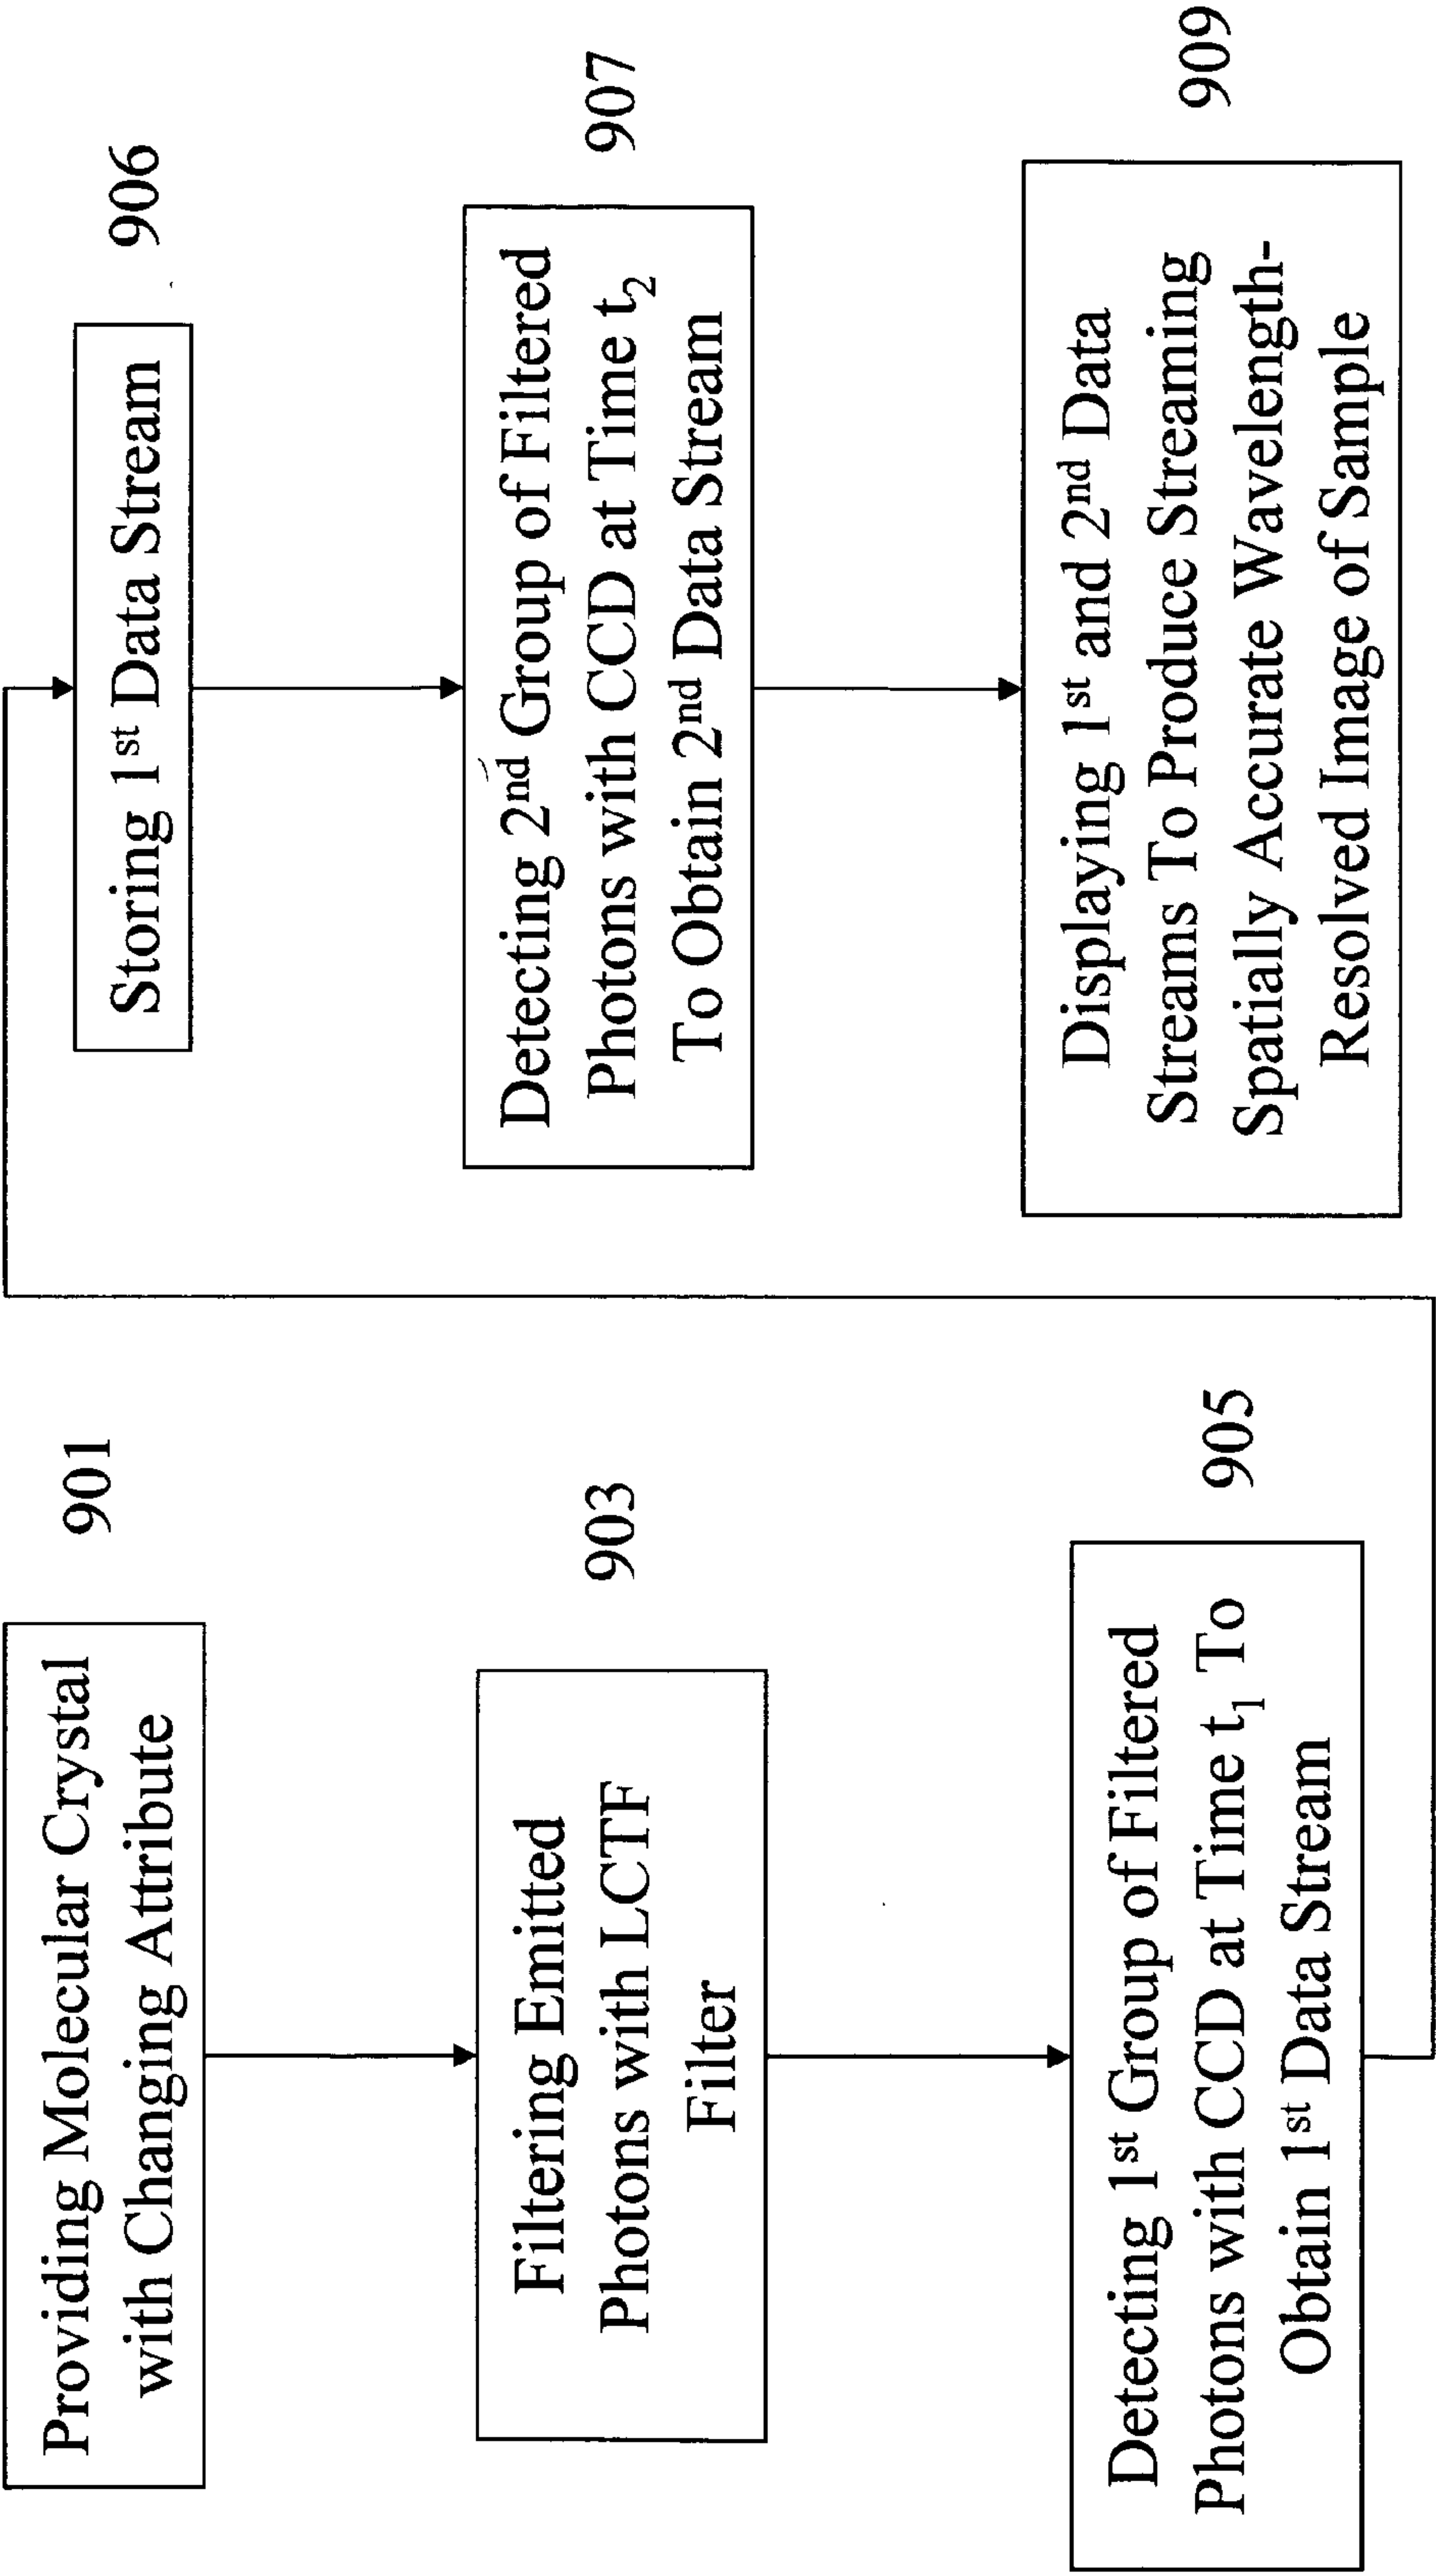 Providing Molecular Crystal
with Changing Attribute
901
Filtering Emitted
Photons with LCTF
Filter
903
Detecting 1st Group of Filtered
Photons with CCD at Time t1 To
Obtain 1st Data Stream
905
Storing 1st Data Stream
906
Detecting 2nd Group of Filtered
Photons with CCD at Time t2
To Obtain 2nd Data Stream
907
Displaying 1st and 2nd Data
Streams To Produce Streaming
Spatially Accurate Wavelength-
Resolved Image of Sample
909